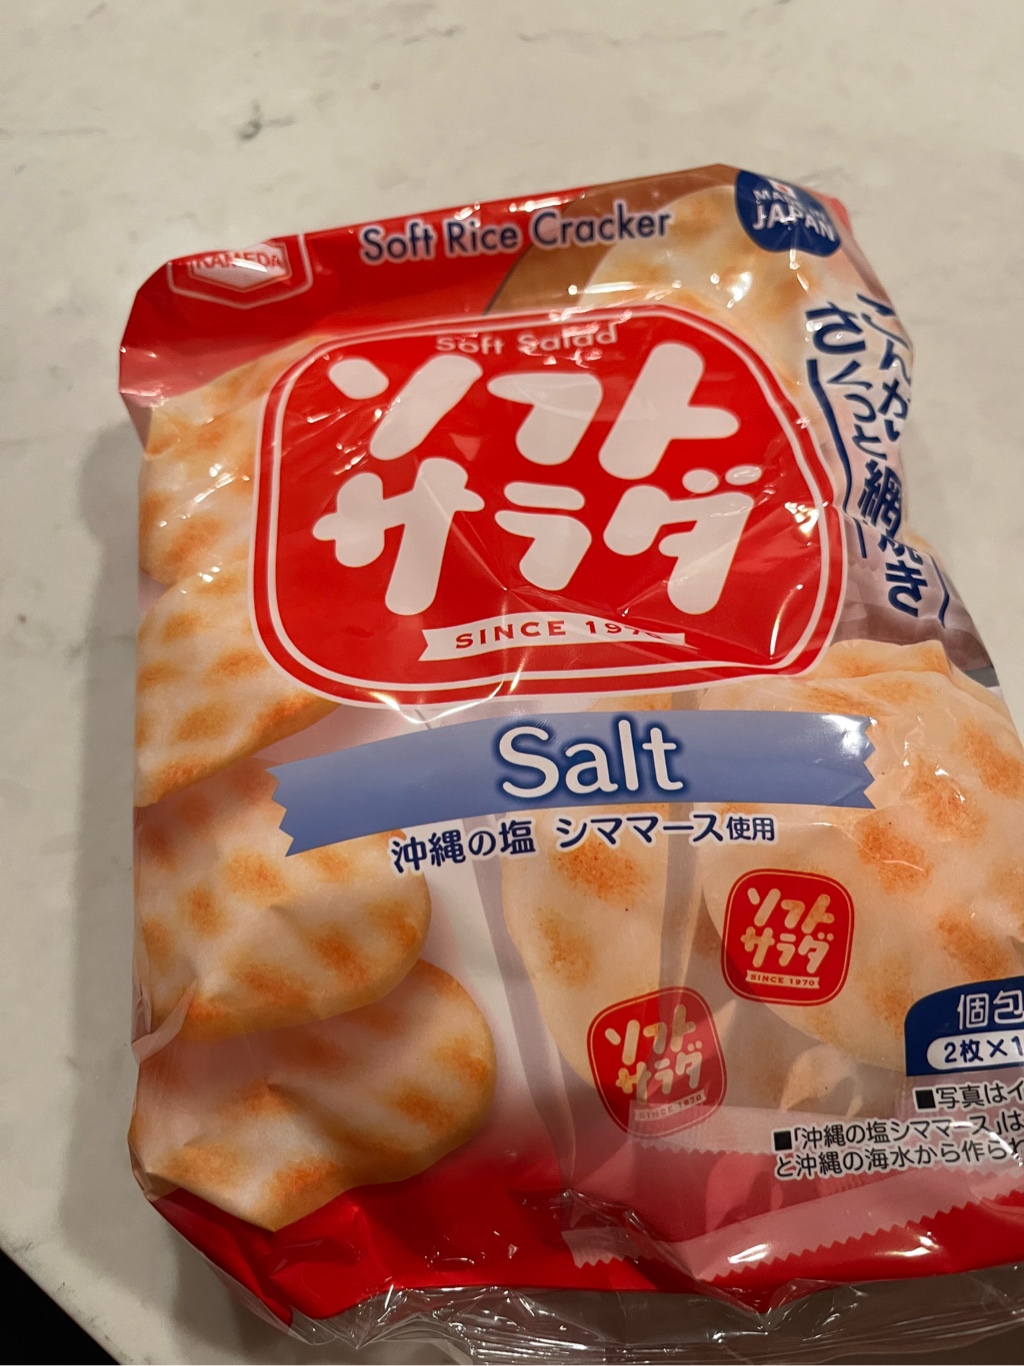 KAMEDA
Soft Rice Cracker
MADE IN
JAPAN
Soft Salad
ソフト
サラダ
SINCE 1970
こんがり
さくっと網焼き
Salt
沖縄の塩 シママース使用
ソフト
サラダ
SINCE 1970
ソフト
サラダ
SINCE 1970
個包
2枚×1
■写真はイ
■「沖縄の塩シママース」は
と沖縄の海水から作られ